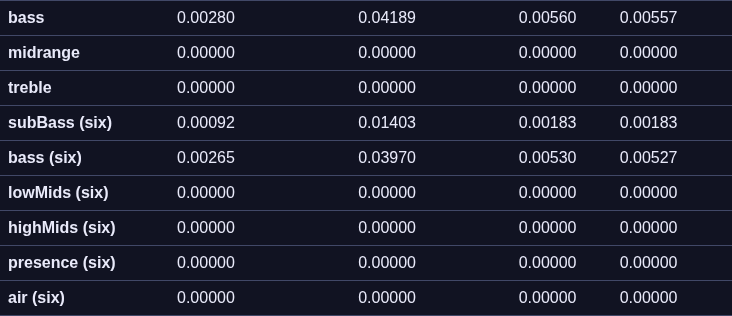 bass 0.00280 0.04189 0.00560 0.00557
midrange 0.00000 0.00000 0.00000 0.00000
treble 0.00000 0.00000 0.00000 0.00000
subBass (six) 0.00092 0.01403 0.00183 0.00183
bass (six) 0.00265 0.03970 0.00530 0.00527
lowMids (six) 0.00000 0.00000 0.00000 0.00000
highMids (six) 0.00000 0.00000 0.00000 0.00000
presence (six) 0.00000 0.00000 0.00000 0.00000
air (six) 0.00000 0.00000 0.00000 0.00000